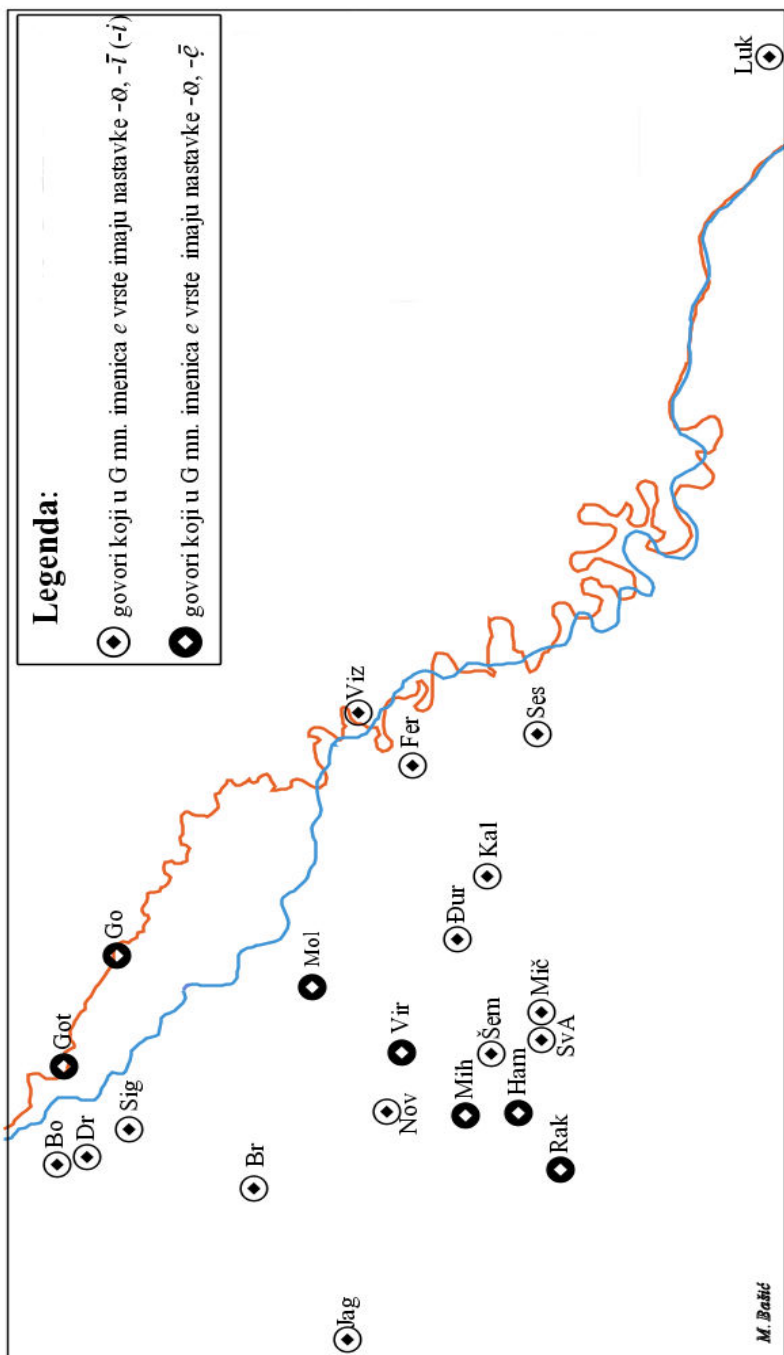 Legenda:
govori koji u G mn. imenica e vrste imaju nastavke -ø, -ī (-i)
govori koji u G mn. imenica e vrste imaju nastavke -ø, -ẹ̄
Bo
Got
Dr
Go
Sig
Br
Mol
Jag
Viz
Nov
Vir
Fer
Đur
Mih
Kal
Šem
Ham
Ses
SvA
Mič
Rak
Luk
M. Bašić